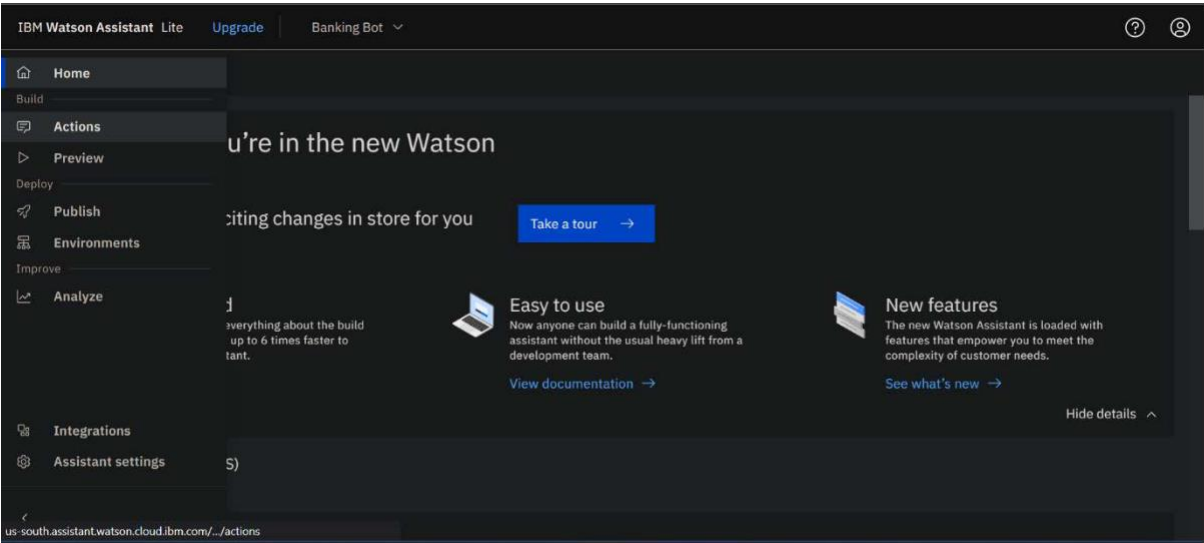 IBM Watson Assistant Lite Upgrade Banking Bot
Home
Build
Actions
Preview
Deploy
Publish
Environments
Improve
Analyze
Integrations
Assistant settings
us-south.assistant.watson.cloud.ibm.com/.../actions
u're in the new Watson
citing changes in store for you
Take a tour →
d
everything about the build
up to 6 times faster to
tant.
Easy to use
Now anyone can build a fully-functioning
assistant without the usual heavy lift from a
development team.
View documentation →
New features
The new Watson Assistant is loaded with
features that empower you to meet the
complexity of customer needs.
See what's new →
Hide details
S)